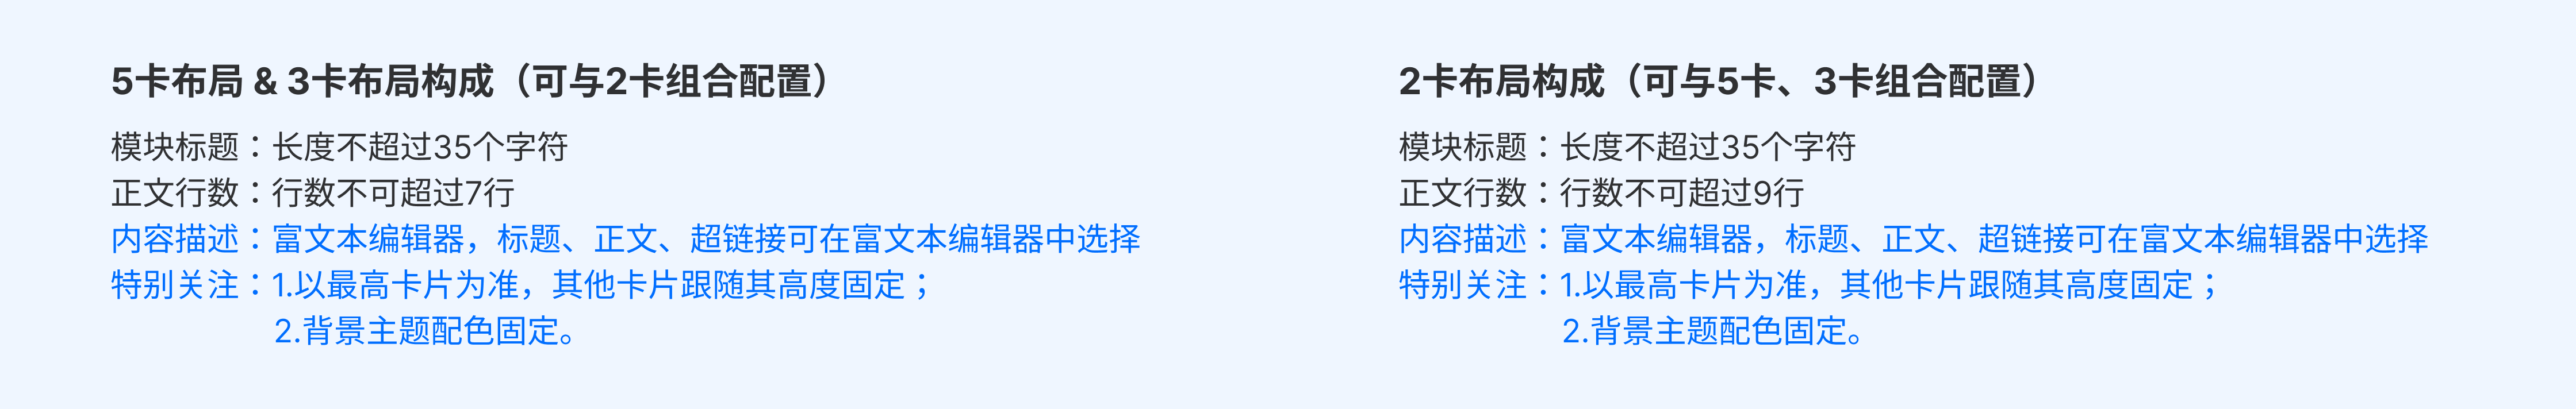 5卡布局 & 3卡布局构成（可与2卡组合配置）
模块标题：长度不超过35个字符
正文行数：行数不可超过7行
内容描述：富文本编辑器，标题、正文、超链接可在富文本编辑器中选择
特别关注：1.以最高卡片为准，其他卡片跟随其高度固定；
2.背景主题配色固定。
2卡布局构成（可与5卡、3卡组合配置）
模块标题：长度不超过35个字符
正文行数：行数不可超过9行
内容描述：富文本编辑器，标题、正文、超链接可在富文本编辑器中选择
特别关注：1.以最高卡片为准，其他卡片跟随其高度固定；
2.背景主题配色固定。